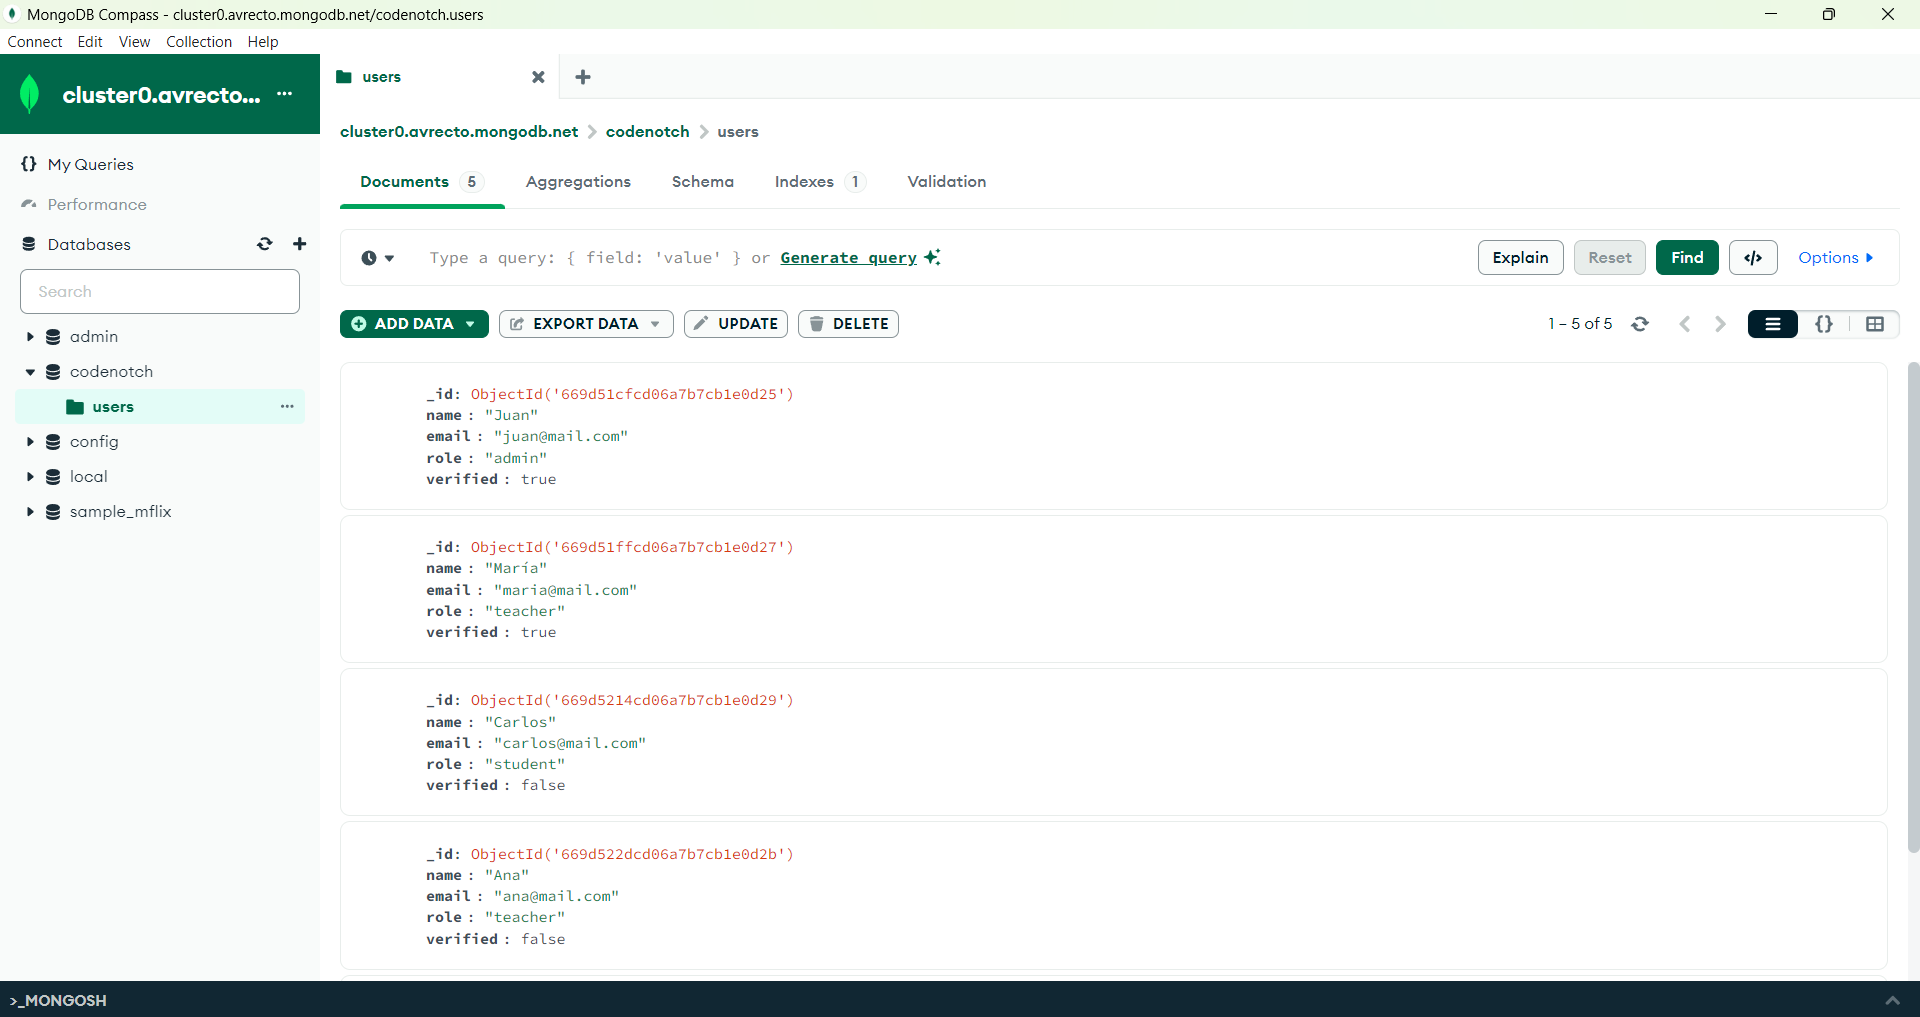 MongoDB Compass - cluster0.avrecto.mongodb.net/codenotch.users
Connect Edit View Collection Help
cluster0.avrecto... ···
My Queries
Performance
Databases
Search
admin
codenotch
users ···
config
local
sample_mflix
users
cluster0.avrecto.mongodb.net > codenotch > users
Documents 5 Aggregations Schema Indexes 1 Validation
Type a query: { field: 'value' } or Generate query
Explain Reset Find </> Options
ADD DATA EXPORT DATA UPDATE DELETE
1 – 5 of 5 {}
_id: ObjectId('669d51cfcd06a7b7cb1e0d25')
name : "Juan"
email : "juan@mail.com"
role : "admin"
verified : true
_id: ObjectId('669d51ffcd06a7b7cb1e0d27')
name : "María"
email : "maria@mail.com"
role : "teacher"
verified : true
_id: ObjectId('669d5214cd06a7b7cb1e0d29')
name : "Carlos"
email : "carlos@mail.com"
role : "student"
verified : false
_id: ObjectId('669d522dcd06a7b7cb1e0d2b')
name : "Ana"
email : "ana@mail.com"
role : "teacher"
verified : false
>_MONGOSH